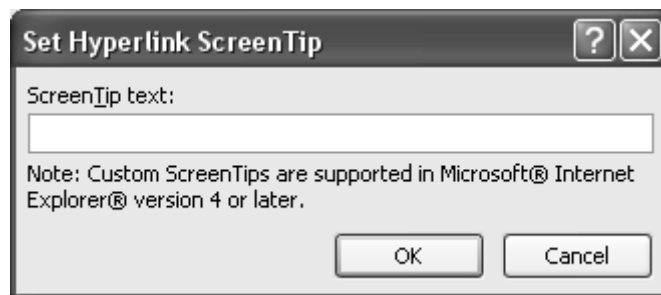 Set Hyperlink ScreenTip
ScreenTip text:
Note: Custom ScreenTips are supported in Microsoft® Internet
Explorer® version 4 or later.
OK Cancel